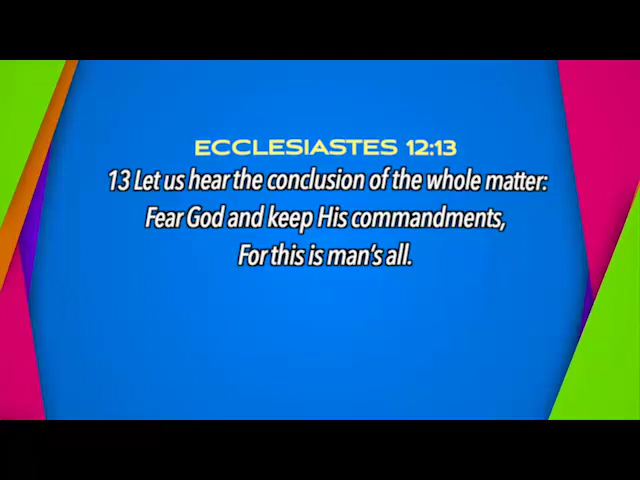 ECCLESIASTES 12:13
13 Let us hear the conclusion of the whole matter:
Fear God and keep His commandments,
For this is man's all.